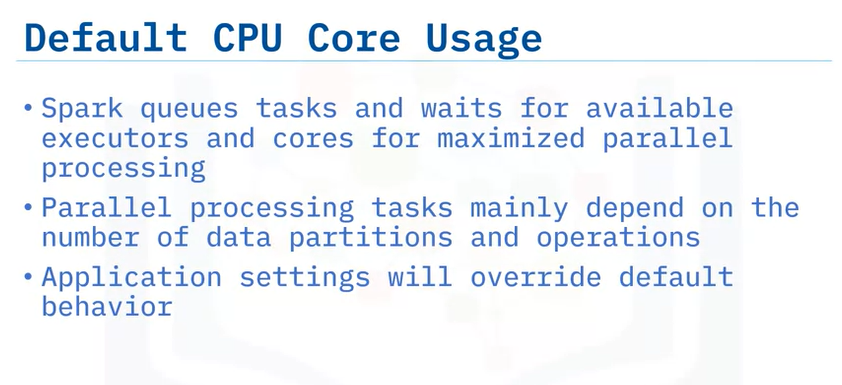 Default CPU Core Usage
• Spark queues tasks and waits for available
executors and cores for maximized parallel
processing
• Parallel processing tasks mainly depend on the
number of data partitions and operations
• Application settings will override default
behavior